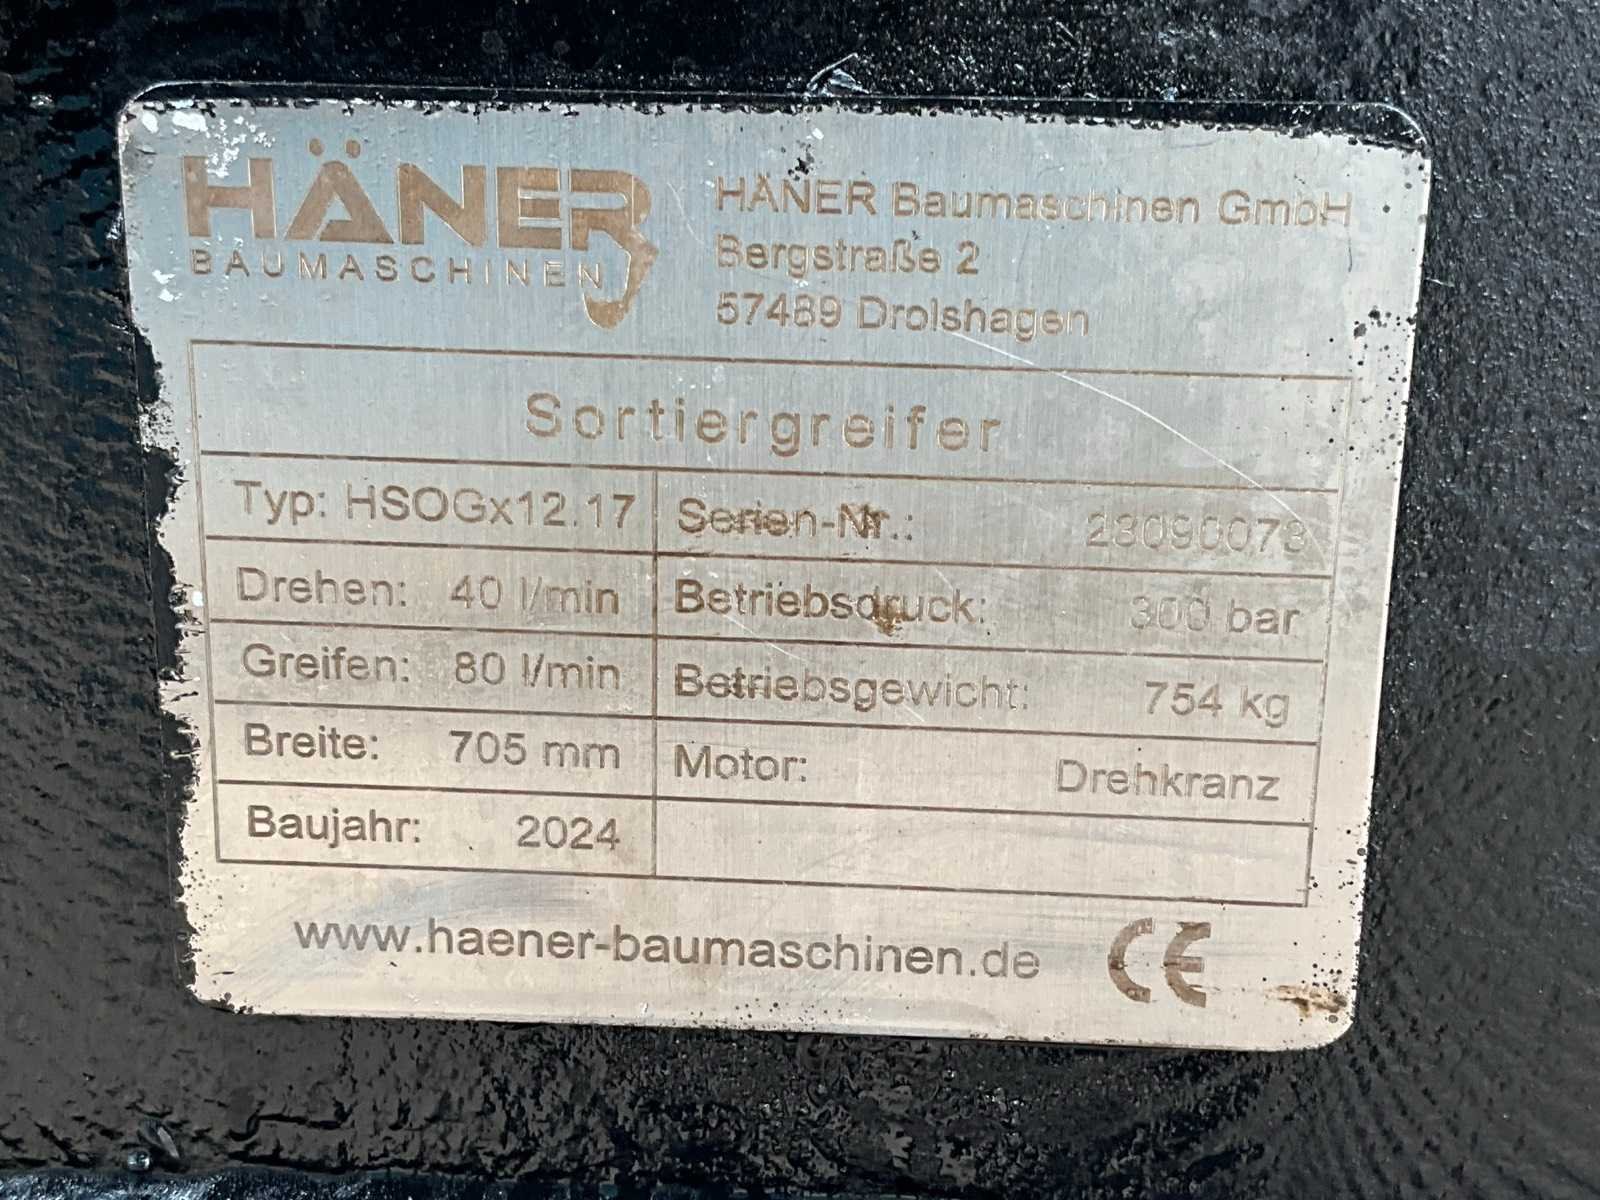 HÄNER
BAUMASCHINEN
HÄNER Baumaschinen GmbH
Bergstraße 2
57489 Drolshagen
Sortiergreifer
Typ: HSOGx12.17 Serien-Nr.: 23090073
Drehen: 40 l/min Betriebsdruck: 300 bar
Greifen: 80 l/min Betriebsgewicht: 754 kg
Breite: 705 mm Motor: Drehkranz
Baujahr: 2024
www.haener-baumaschinen.de CE